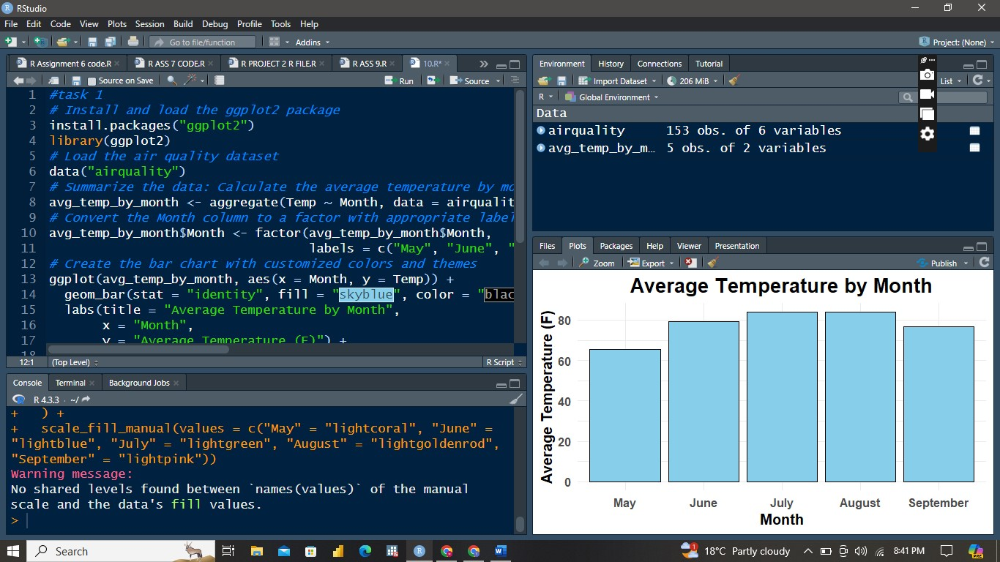 RStudio
File Edit Code View Plots Session Build Debug Profile Tools Help
Go to file/function Addins Project: (None)
R Assignment 6 code.R R ASS 7 CODE.R R PROJECT 2 R FILE.R R ASS 9.R 10.R*
Source on Save Run Source
1 #task 1
2 # Install and load the ggplot2 package
3 install.packages("ggplot2")
4 library(ggplot2)
5 # Load the air quality dataset
6 data("airquality")
7 # Summarize the data: Calculate the average temperature by mo
8 avg_temp_by_month <- aggregate(Temp ~ Month, data = airqualit
9 # Convert the Month column to a factor with appropriate label
10 avg_temp_by_month$Month <- factor(avg_temp_by_month$Month,
11 labels = c("May", "June", "
12 # Create the bar chart with customized colors and themes
13 ggplot(avg_temp_by_month, aes(x = Month, y = Temp)) +
14 geom_bar(stat = "identity", fill = "skyblue", color = "blac
15 labs(title = "Average Temperature by Month",
16 x = "Month",
17 y = "Average Temperature (F)") +
18
12:1 (Top Level) R Script
Console Terminal Background Jobs
R 4.3.3 · ~/
+ ) +
+ scale_fill_manual(values = c("May" = "lightcoral", "June" =
"lightblue", "July" = "lightgreen", "August" = "lightgoldenrod",
"September" = "lightpink"))
Warning message:
No shared levels found between `names(values)` of the manual
scale and the data's fill values.
>
Environment History Connections Tutorial
Import Dataset 206 MiB List
R Global Environment
Data
airquality 153 obs. of 6 variables
avg_temp_by_m… 5 obs. of 2 variables
Files Plots Packages Help Viewer Presentation
Zoom Export Publish
Average Temperature by Month
Average Temperature (F)
80
60
40
20
0
May June July August September
Month
Search 1 18°C Partly cloudy 8:41 PM PRE